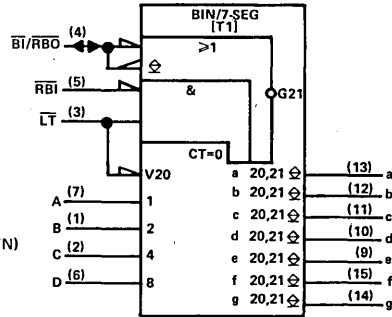 BIN/7-SEG
[T1]
BI/RBO (4)
≥1
G21
RBI (5)
&
LT (3)
CT=0
V20
A (7) 1
B (1) 2
C (2) 4
D (6) 8
N)
a 20,21 (13) a
b 20,21 (12) b
c 20,21 (11) c
d 20,21 (10) d
e 20,21 (9) e
f 20,21 (15) f
g 20,21 (14) g